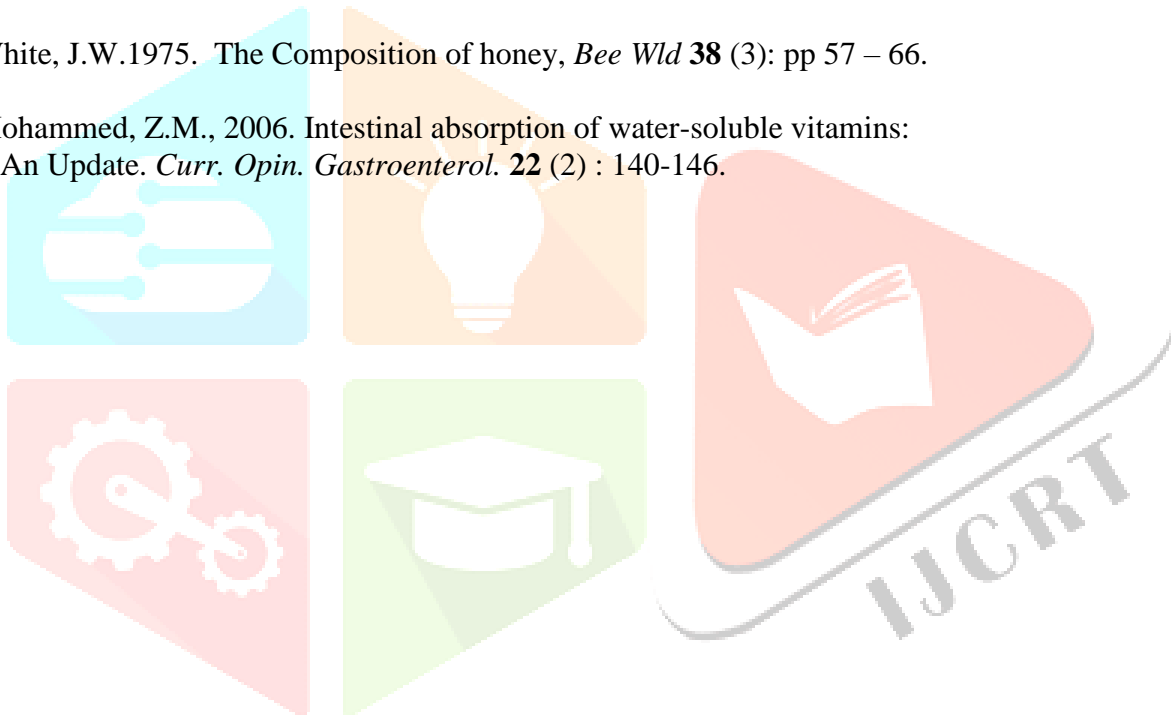 hite, J.W.1975. The Composition of honey, Bee Wld 38 (3): pp 57 – 66.
ohammed, Z.M., 2006. Intestinal absorption of water-soluble vitamins:
An Update. Curr. Opin. Gastroenterol. 22 (2) : 140-146.
IJCRT